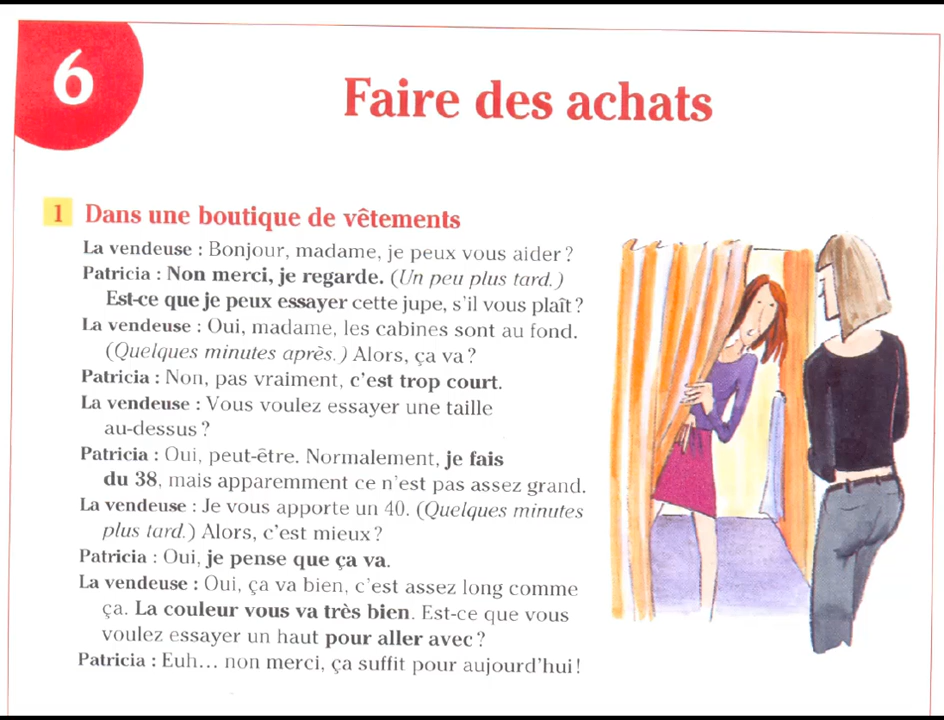 6
Faire des achats
1 Dans une boutique de vêtements
La vendeuse : Bonjour, madame, je peux vous aider ?
Patricia : Non merci, je regarde. (Un peu plus tard.)
Est-ce que je peux essayer cette jupe, s'il vous plaît ?
La vendeuse : Oui, madame, les cabines sont au fond.
(Quelques minutes après.) Alors, ça va ?
Patricia : Non, pas vraiment, c'est trop court.
La vendeuse : Vous voulez essayer une taille
au-dessus ?
Patricia : Oui, peut-être. Normalement, je fais
du 38, mais apparemment ce n'est pas assez grand.
La vendeuse : Je vous apporte un 40. (Quelques minutes
plus tard.) Alors, c'est mieux ?
Patricia : Oui, je pense que ça va.
La vendeuse : Oui, ça va bien, c'est assez long comme
ça. La couleur vous va très bien. Est-ce que vous
voulez essayer un haut pour aller avec ?
Patricia : Euh... non merci, ça suffit pour aujourd'hui !